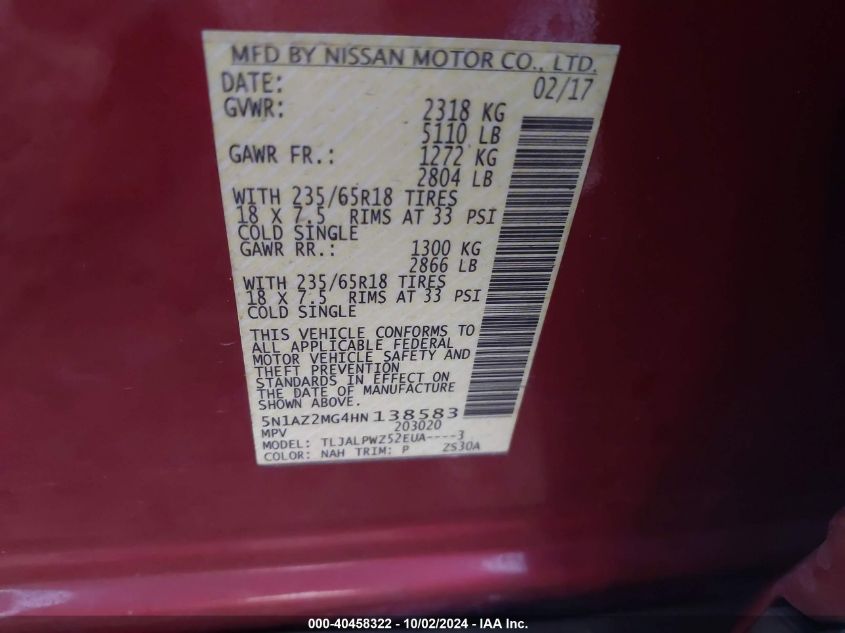 MFD BY NISSAN MOTOR CO., LTD.
DATE: 02/17
GVWR: 2318 KG
5110 LB
GAWR FR.: 1272 KG
2804 LB
WITH 235/65R18 TIRES
18 X 7.5 RIMS AT 33 PSI
COLD SINGLE
GAWR RR.: 1300 KG
2866 LB
WITH 235/65R18 TIRES
18 X 7.5 RIMS AT 33 PSI
COLD SINGLE
THIS VEHICLE CONFORMS TO
ALL APPLICABLE FEDERAL
MOTOR VEHICLE SAFETY AND
THEFT PREVENTION
STANDARDS IN EFFECT ON
THE DATE OF MANUFACTURE
SHOWN ABOVE.
5N1AZ2MG4HN138583
MPV 203020
MODEL: TLJALPWZ52EUA----3
COLOR: NAH TRIM: P ZS30A
000-40458322 - 10/02/2024 - IAA Inc.